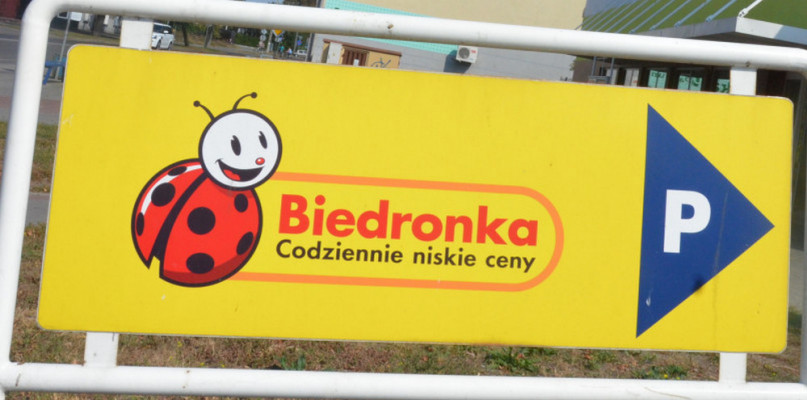 Biedronka
Codziennie niskie ceny
P